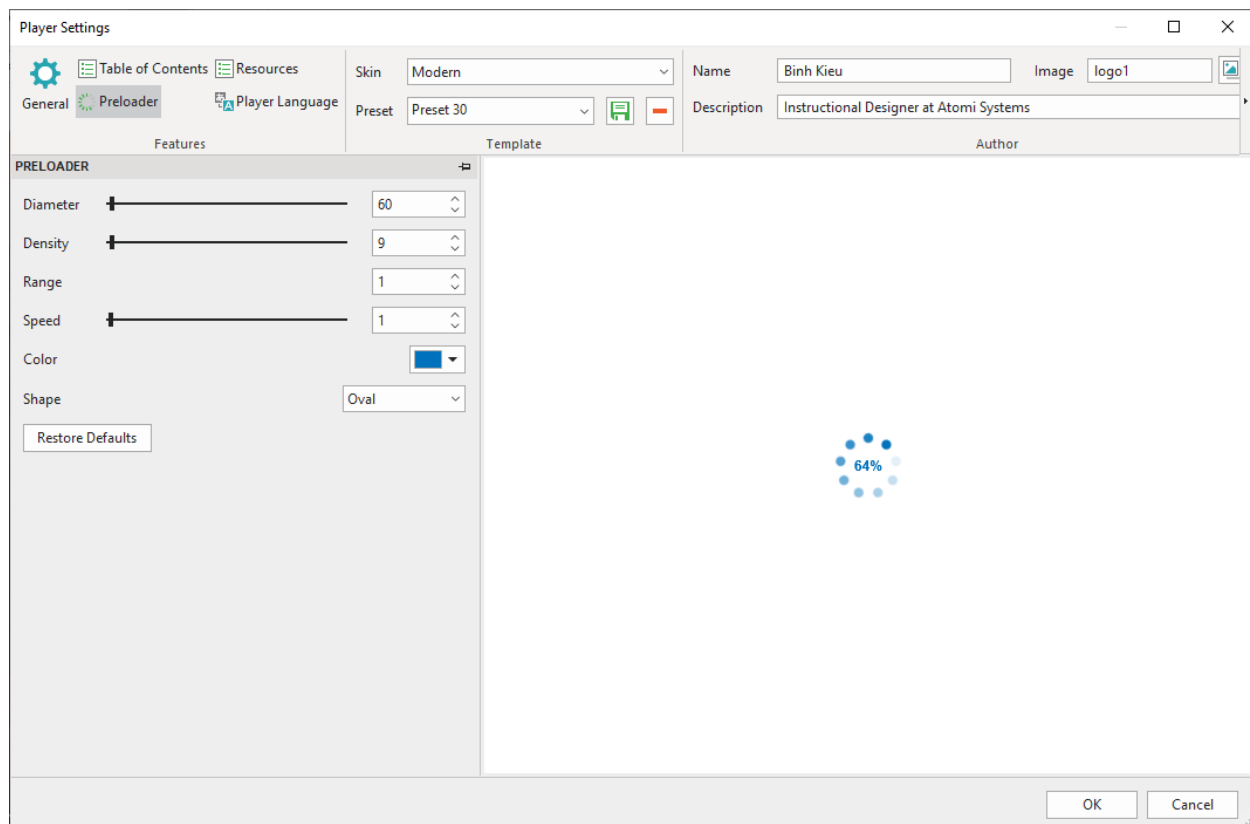 Player Settings
General
Table of Contents
Resources
Preloader
Player Language
Features
Skin
Modern
Preset
Preset 30
Template
Name
Binh Kieu
Image
logo1
Description
Instructional Designer at Atomi Systems
Author
PRELOADER
Diameter
60
Density
9
Range
1
Speed
1
Color
Shape
Oval
Restore Defaults
64%
OK
Cancel